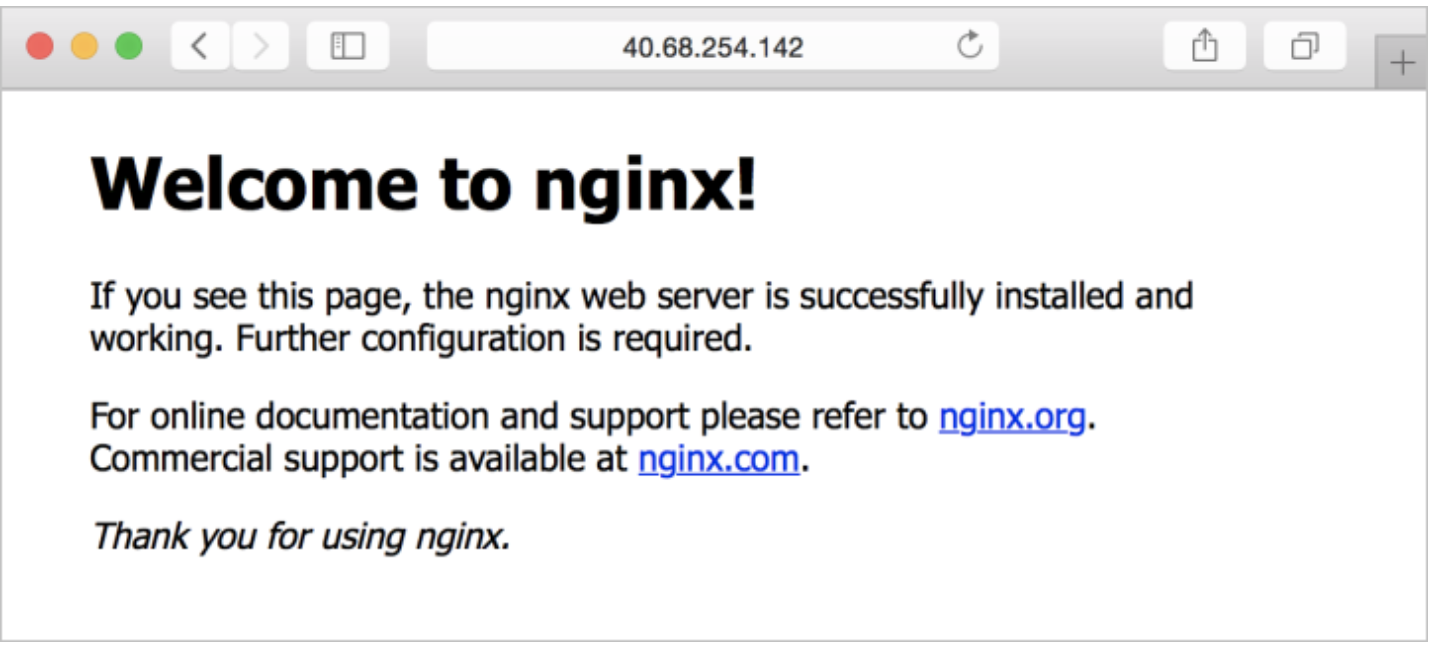 40.68.254.142
Welcome to nginx!
If you see this page, the nginx web server is successfully installed and
working. Further configuration is required.
For online documentation and support please refer to nginx.org.
Commercial support is available at nginx.com.
Thank you for using nginx.